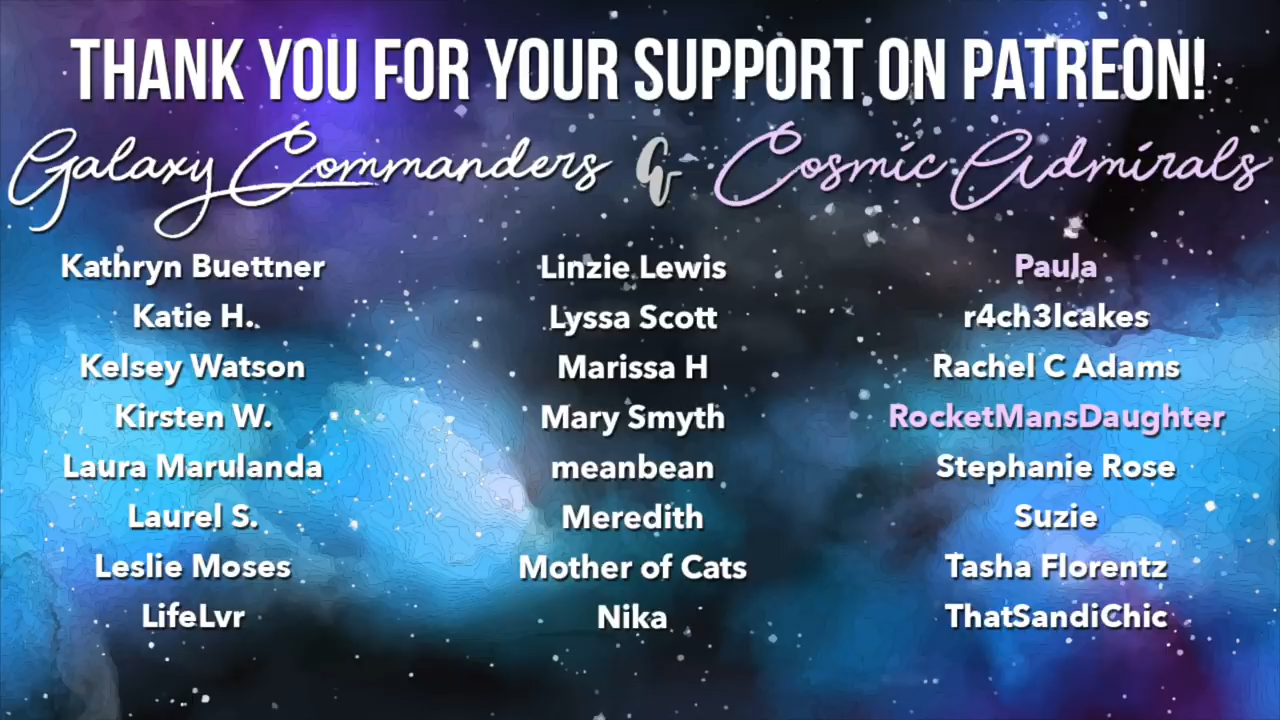 THANK YOU FOR YOUR SUPPORT ON PATREON!
Galaxy Commanders & Cosmic Admirals
Kathryn Buettner
Katie H.
Kelsey Watson
Kirsten W.
Laura Marulanda
Laurel S.
Leslie Moses
LifeLvr
Linzie Lewis
Lyssa Scott
Marissa H
Mary Smyth
meanbean
Meredith
Mother of Cats
Nika
Paula
r4ch3lcakes
Rachel C Adams
RocketMansDaughter
Stephanie Rose
Suzie
Tasha Florentz
ThatSandiChic